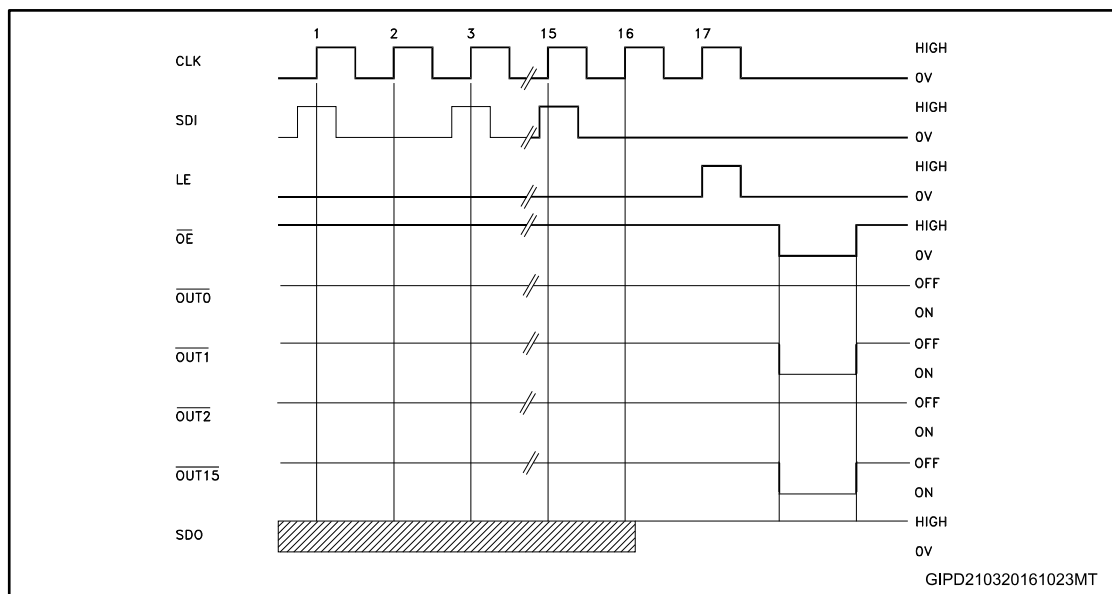 1 2 3 15 16 17
CLK HIGH
0V
SDI HIGH
0V
LE HIGH
0V
OE HIGH
0V
OUT0 OFF
ON
OUT1 OFF
ON
OUT2 OFF
ON
OUT15 OFF
ON
SDO HIGH
0V
GIPD210320161023MT